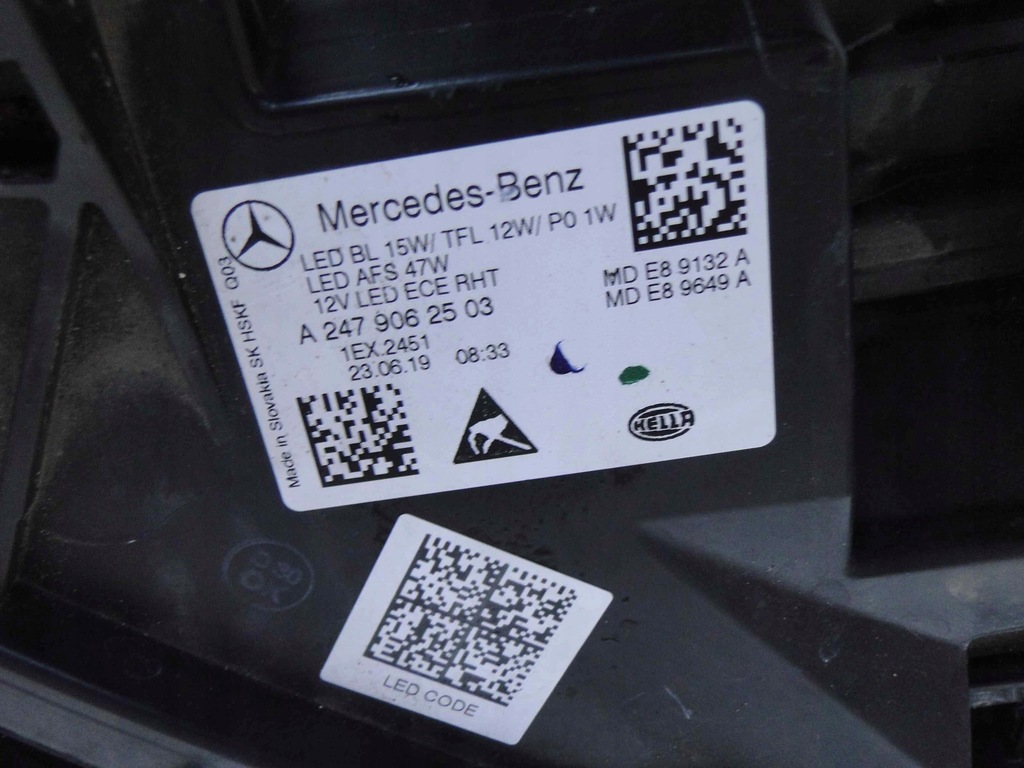 Mercedes-Benz
LED BL 15W/ TFL 12W/ PO 1W
LED AFS 47W
12V LED ECE RHT
A 247 906 25 03
1EX.2451
23.06.19 08:33
MD E8 9132 A
MD E8 9649 A
Made in Slovakia SK HSKF Q03
HELLA
LED CODE
OK